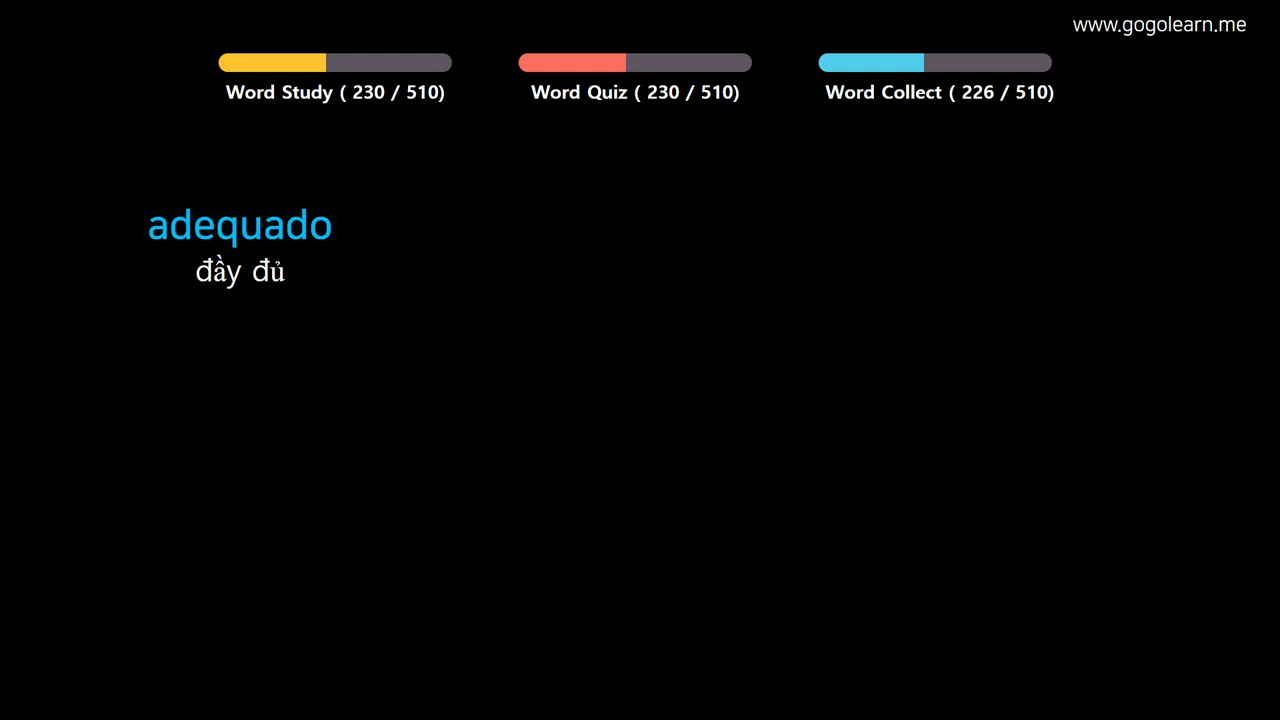 www.gogolearn.me
Word Study ( 230 / 510)
Word Quiz ( 230 / 510)
Word Collect ( 226 / 510)
adequado
đầy đủ